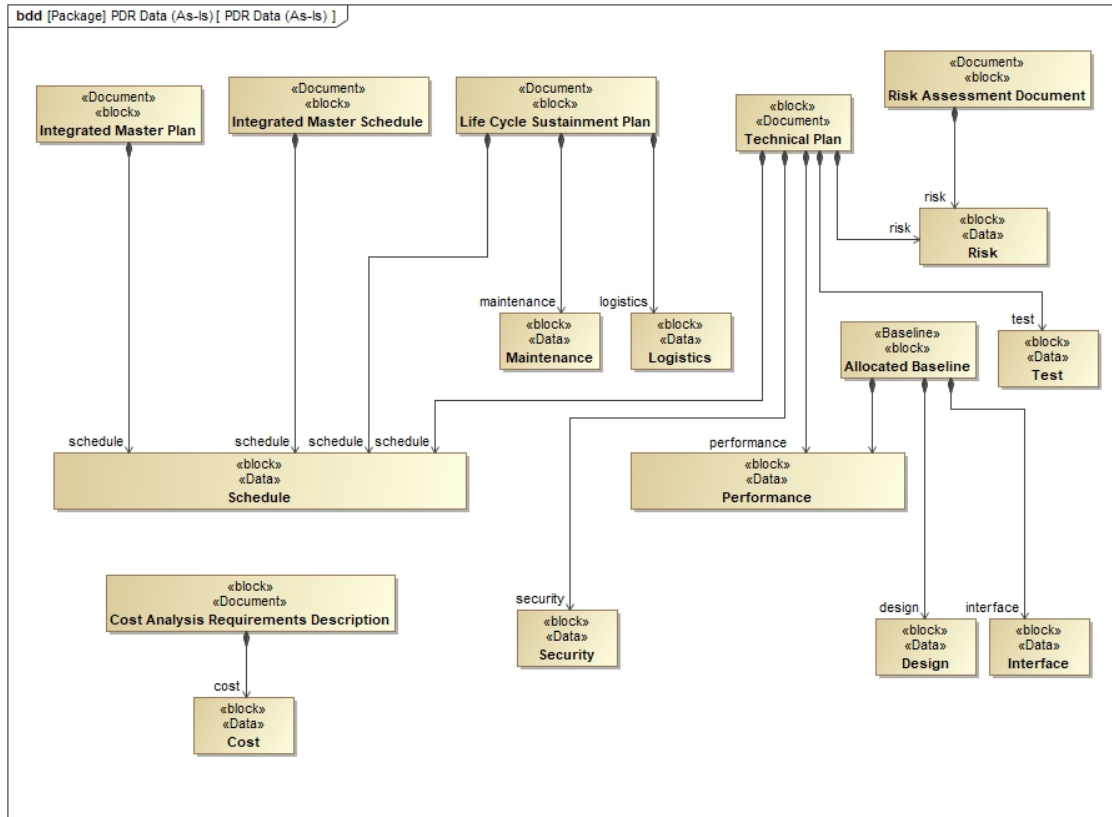 bdd [Package] PDR Data (As-Is) [ PDR Data (As-Is) ]
«Document»
«block»
Integrated Master Plan
«Document»
«block»
Integrated Master Schedule
«Document»
«block»
Life Cycle Sustainment Plan
«block»
«Document»
Technical Plan
«Document»
«block»
Risk Assessment Document
risk
risk
«block»
«Data»
Risk
maintenance
logistics
«block»
«Data»
Maintenance
«block»
«Data»
Logistics
«Baseline»
«block»
Allocated Baseline
test
«block»
«Data»
Test
schedule
schedule
schedule
schedule
«block»
«Data»
Schedule
performance
«block»
«Data»
Performance
«block»
«Document»
Cost Analysis Requirements Description
cost
«block»
«Data»
Cost
security
«block»
«Data»
Security
design
«block»
«Data»
Design
interface
«block»
«Data»
Interface